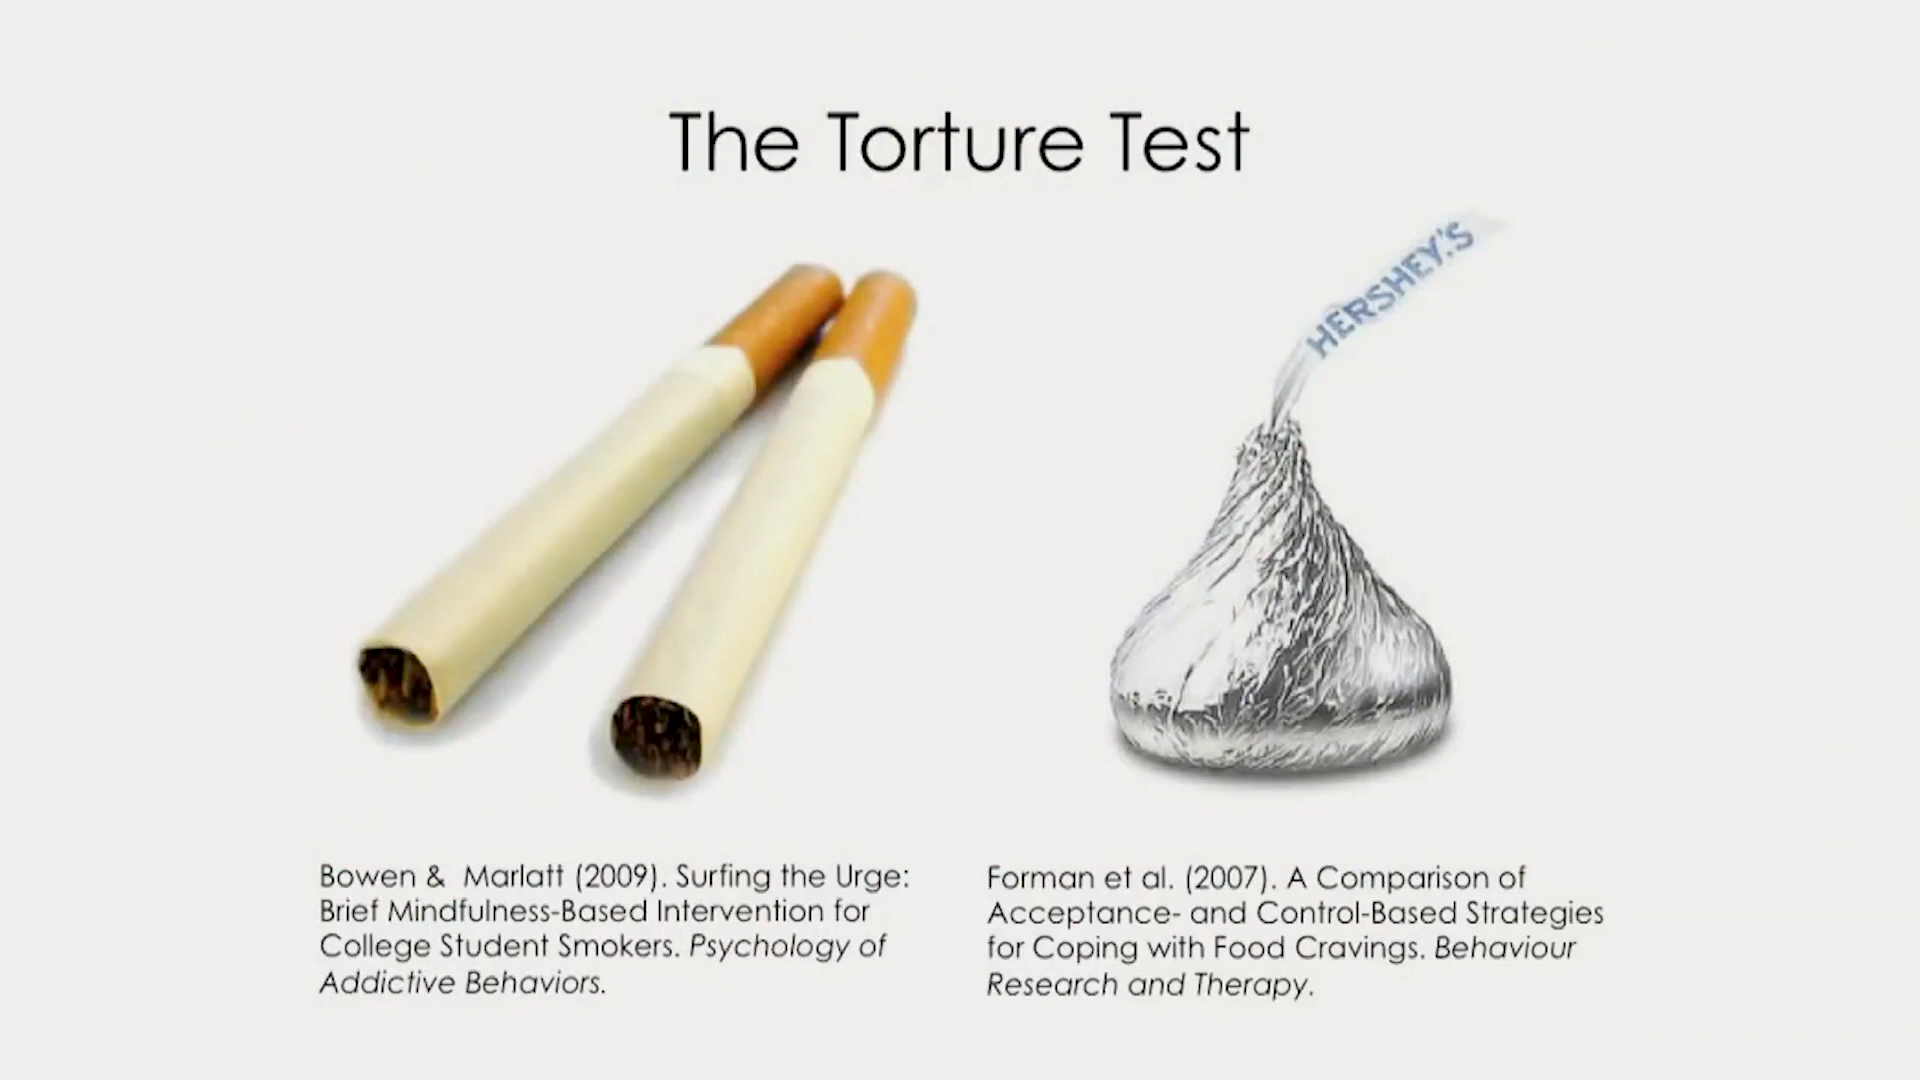 The Torture Test
HERSHEY'S
Bowen & Marlatt (2009). Surfing the Urge:
Brief Mindfulness-Based Intervention for
College Student Smokers. Psychology of
Addictive Behaviors.
Forman et al. (2007). A Comparison of
Acceptance- and Control-Based Strategies
for Coping with Food Cravings. Behaviour
Research and Therapy.